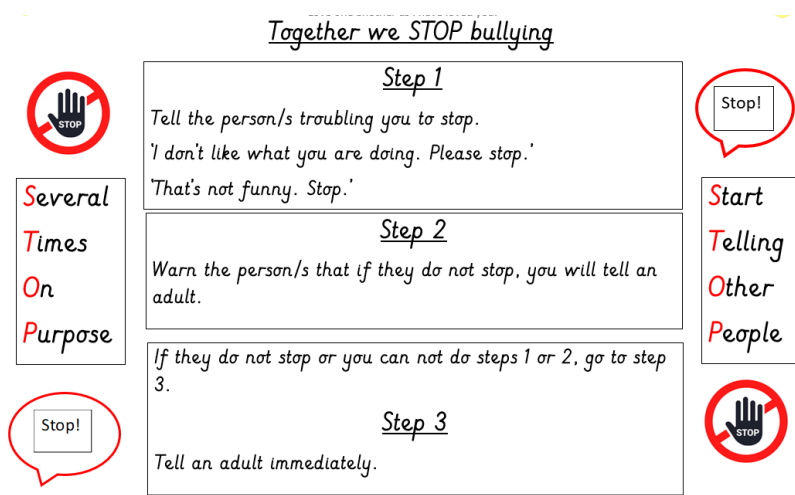 Together we STOP bullying
Step 1
Tell the person/s troubling you to stop.
'I don't like what you are doing. Please stop.'
'That's not funny. Stop.'
STOP
Stop!
Several
Times
On
Purpose
Step 2
Warn the person/s that if they do not stop, you will tell an
adult.
Start
Telling
Other
People
If they do not stop or you can not do steps 1 or 2, go to step
3.
Step 3
Tell an adult immediately.
Stop!
STOP